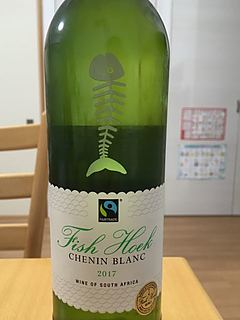 FAIRTRADE
Fish Hoek
CHENIN BLANC
2017
WINE OF SOUTH AFRICA